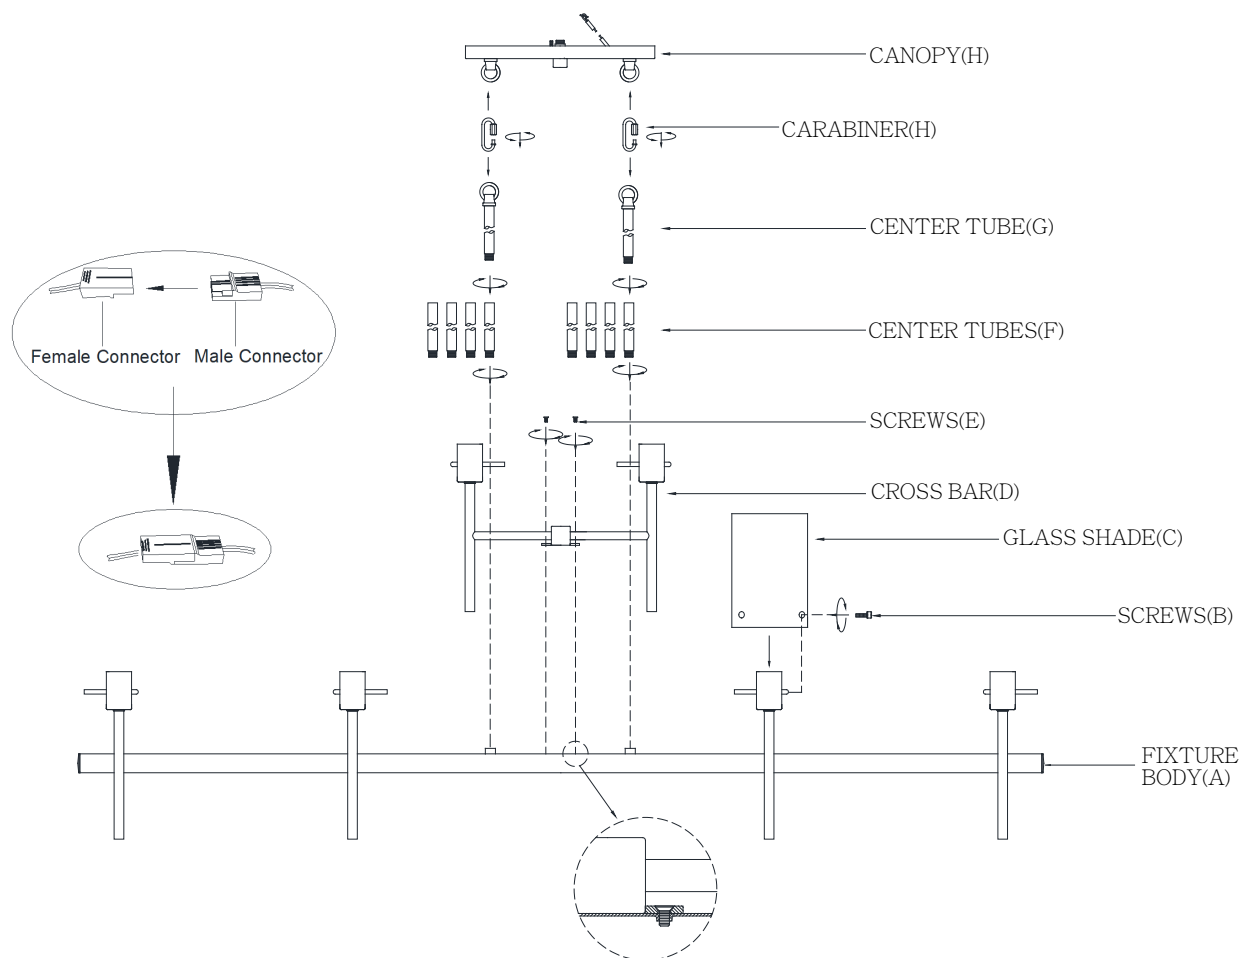 CANOPY(H)
CARABINER(H)
CENTER TUBE(G)
CENTER TUBES(F)
Female Connector
Male Connector
SCREWS(E)
CROSS BAR(D)
GLASS SHADE(C)
SCREWS(B)
FIXTURE
BODY(A)